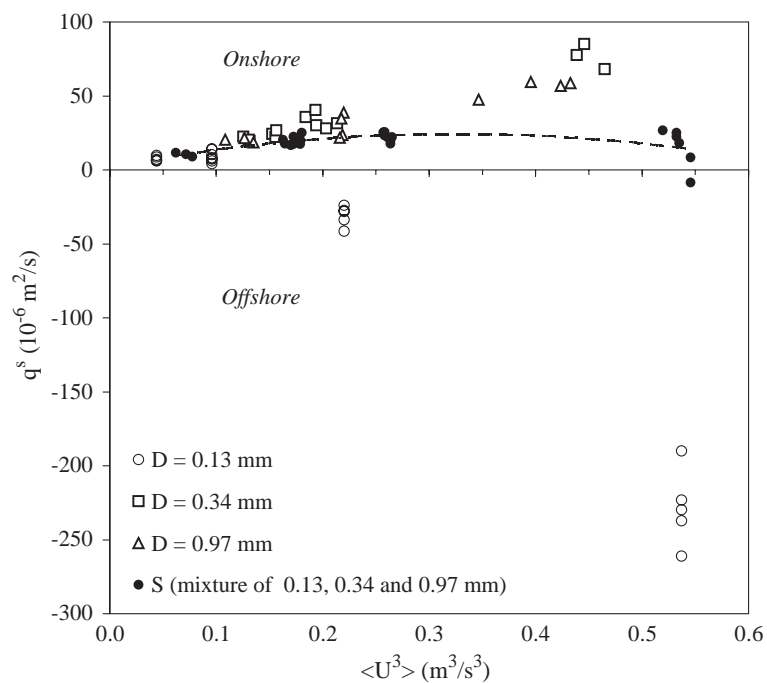 100
Onshore
50
0
-50
Offshore
-100
-150
-200
-250
-300
q^s (10^-6 m^2/s)
D = 0.13 mm
D = 0.34 mm
D = 0.97 mm
S (mixture of 0.13, 0.34 and 0.97 mm)
0.0 0.1 0.2 0.3 0.4 0.5 0.6
<U^3> (m^3/s^3)